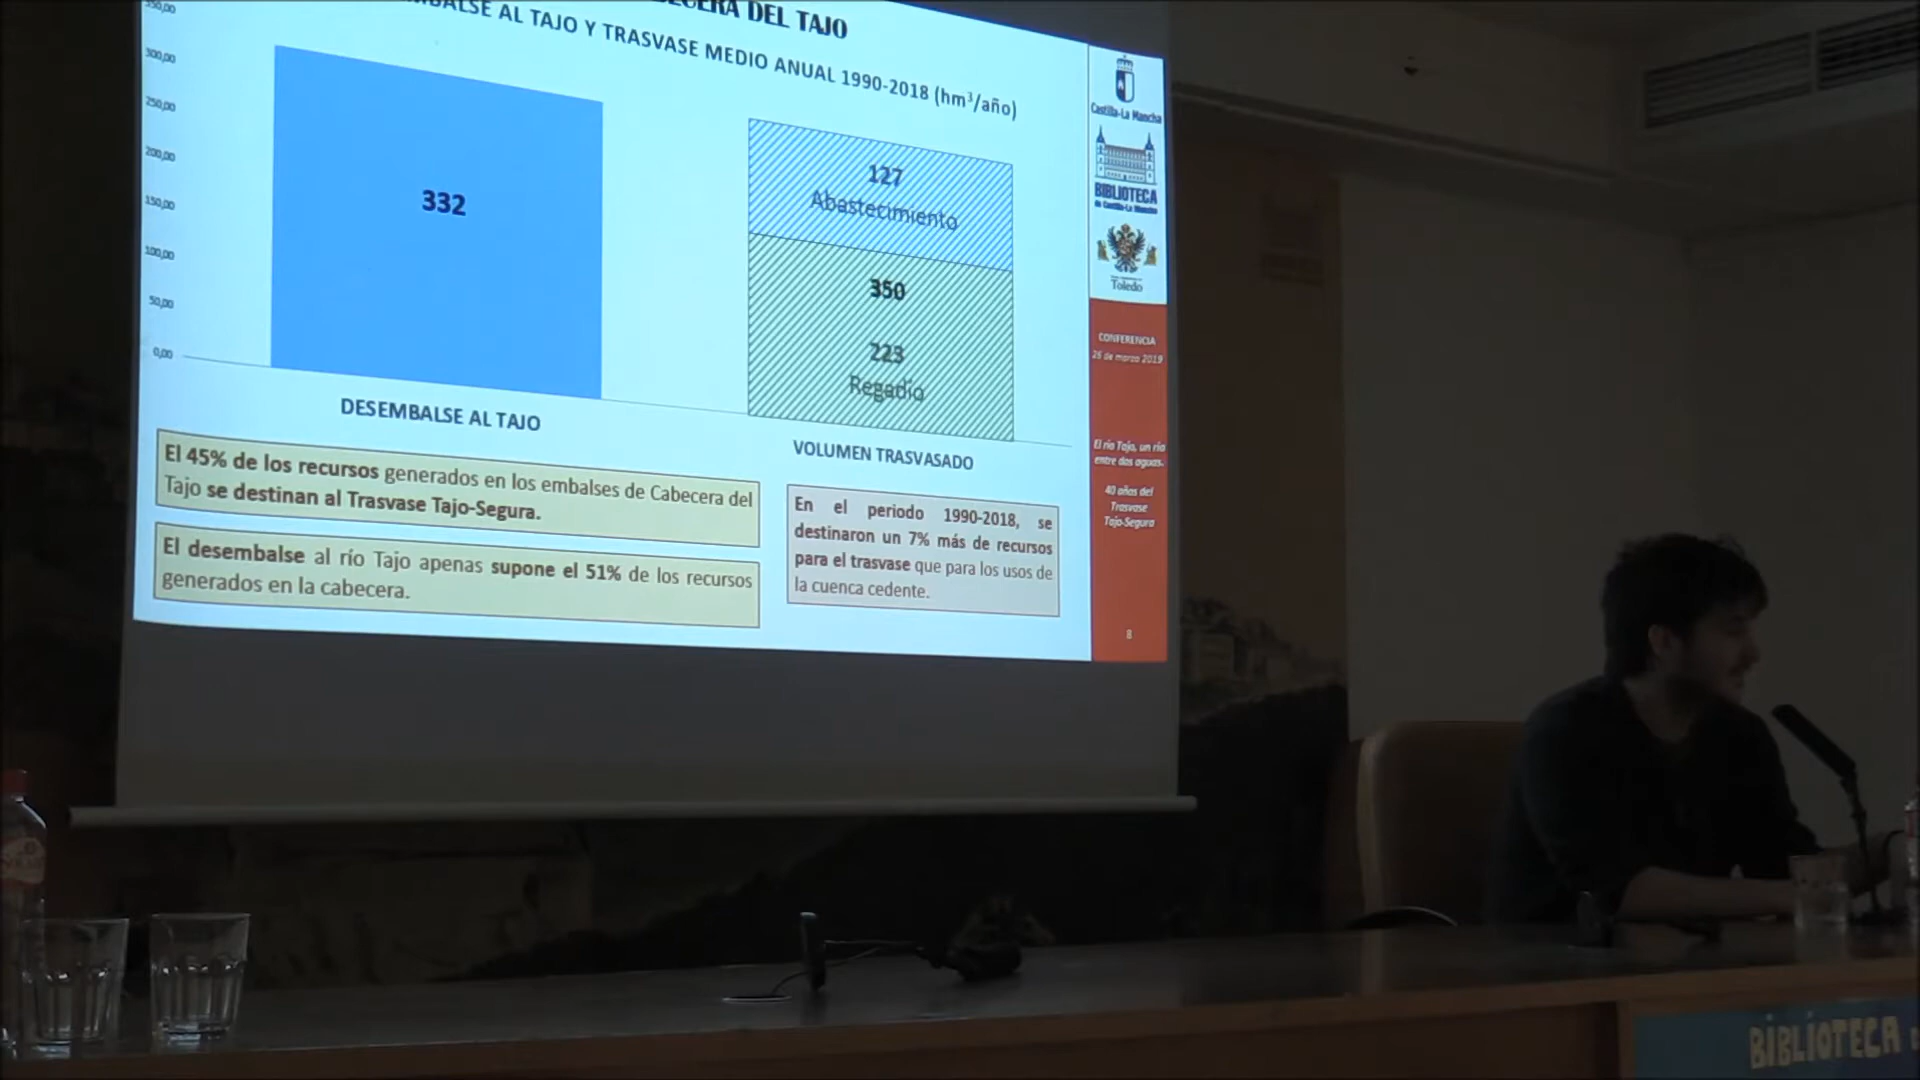 CABECERA DEL TAJO
EMBALSE AL TAJO Y TRASVASE MEDIO ANUAL 1990-2018 (hm³/año)
350,00
300,00
250,00
200,00
150,00
100,00
50,00
0,00
332
127
Abastecimiento
350
223
Regadío
DESEMBALSE AL TAJO
VOLUMEN TRASVASADO
El 45% de los recursos generados en los embalses de Cabecera del
Tajo se destinan al Trasvase Tajo-Segura.
El desembalse al río Tajo apenas supone el 51% de los recursos
generados en la cabecera.
En el periodo 1990-2018, se
destinaron un 7% más de recursos
para el trasvase que para los usos de
la cuenca cedente.
Castilla-La Mancha
BIBLIOTECA
de Castilla-La Mancha
Toledo
CONFERENCIA
26 de marzo 2019
El río Tajo, un río
entre dos aguas.
40 años del
Trasvase
Tajo-Segura
8
BIBLIOTECA